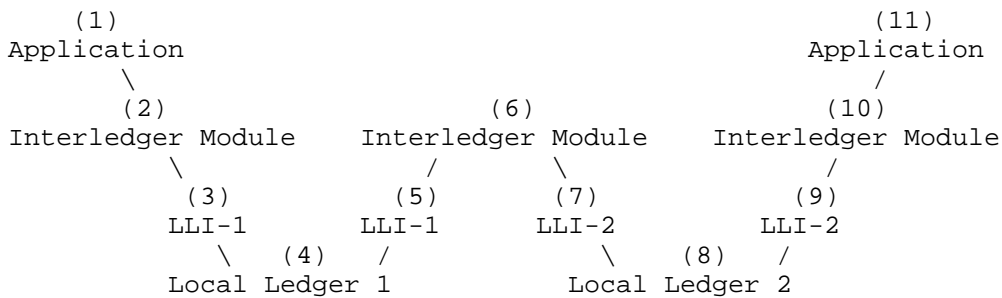 (1) (11)
Application Application
\ /
(2) (6) (10)
Interledger Module Interledger Module Interledger Module
\ / \ /
(3) (5) (7) (9)
LLI-1 LLI-1 LLI-2 LLI-2
\ (4) / \ (8) /
Local Ledger 1 Local Ledger 2